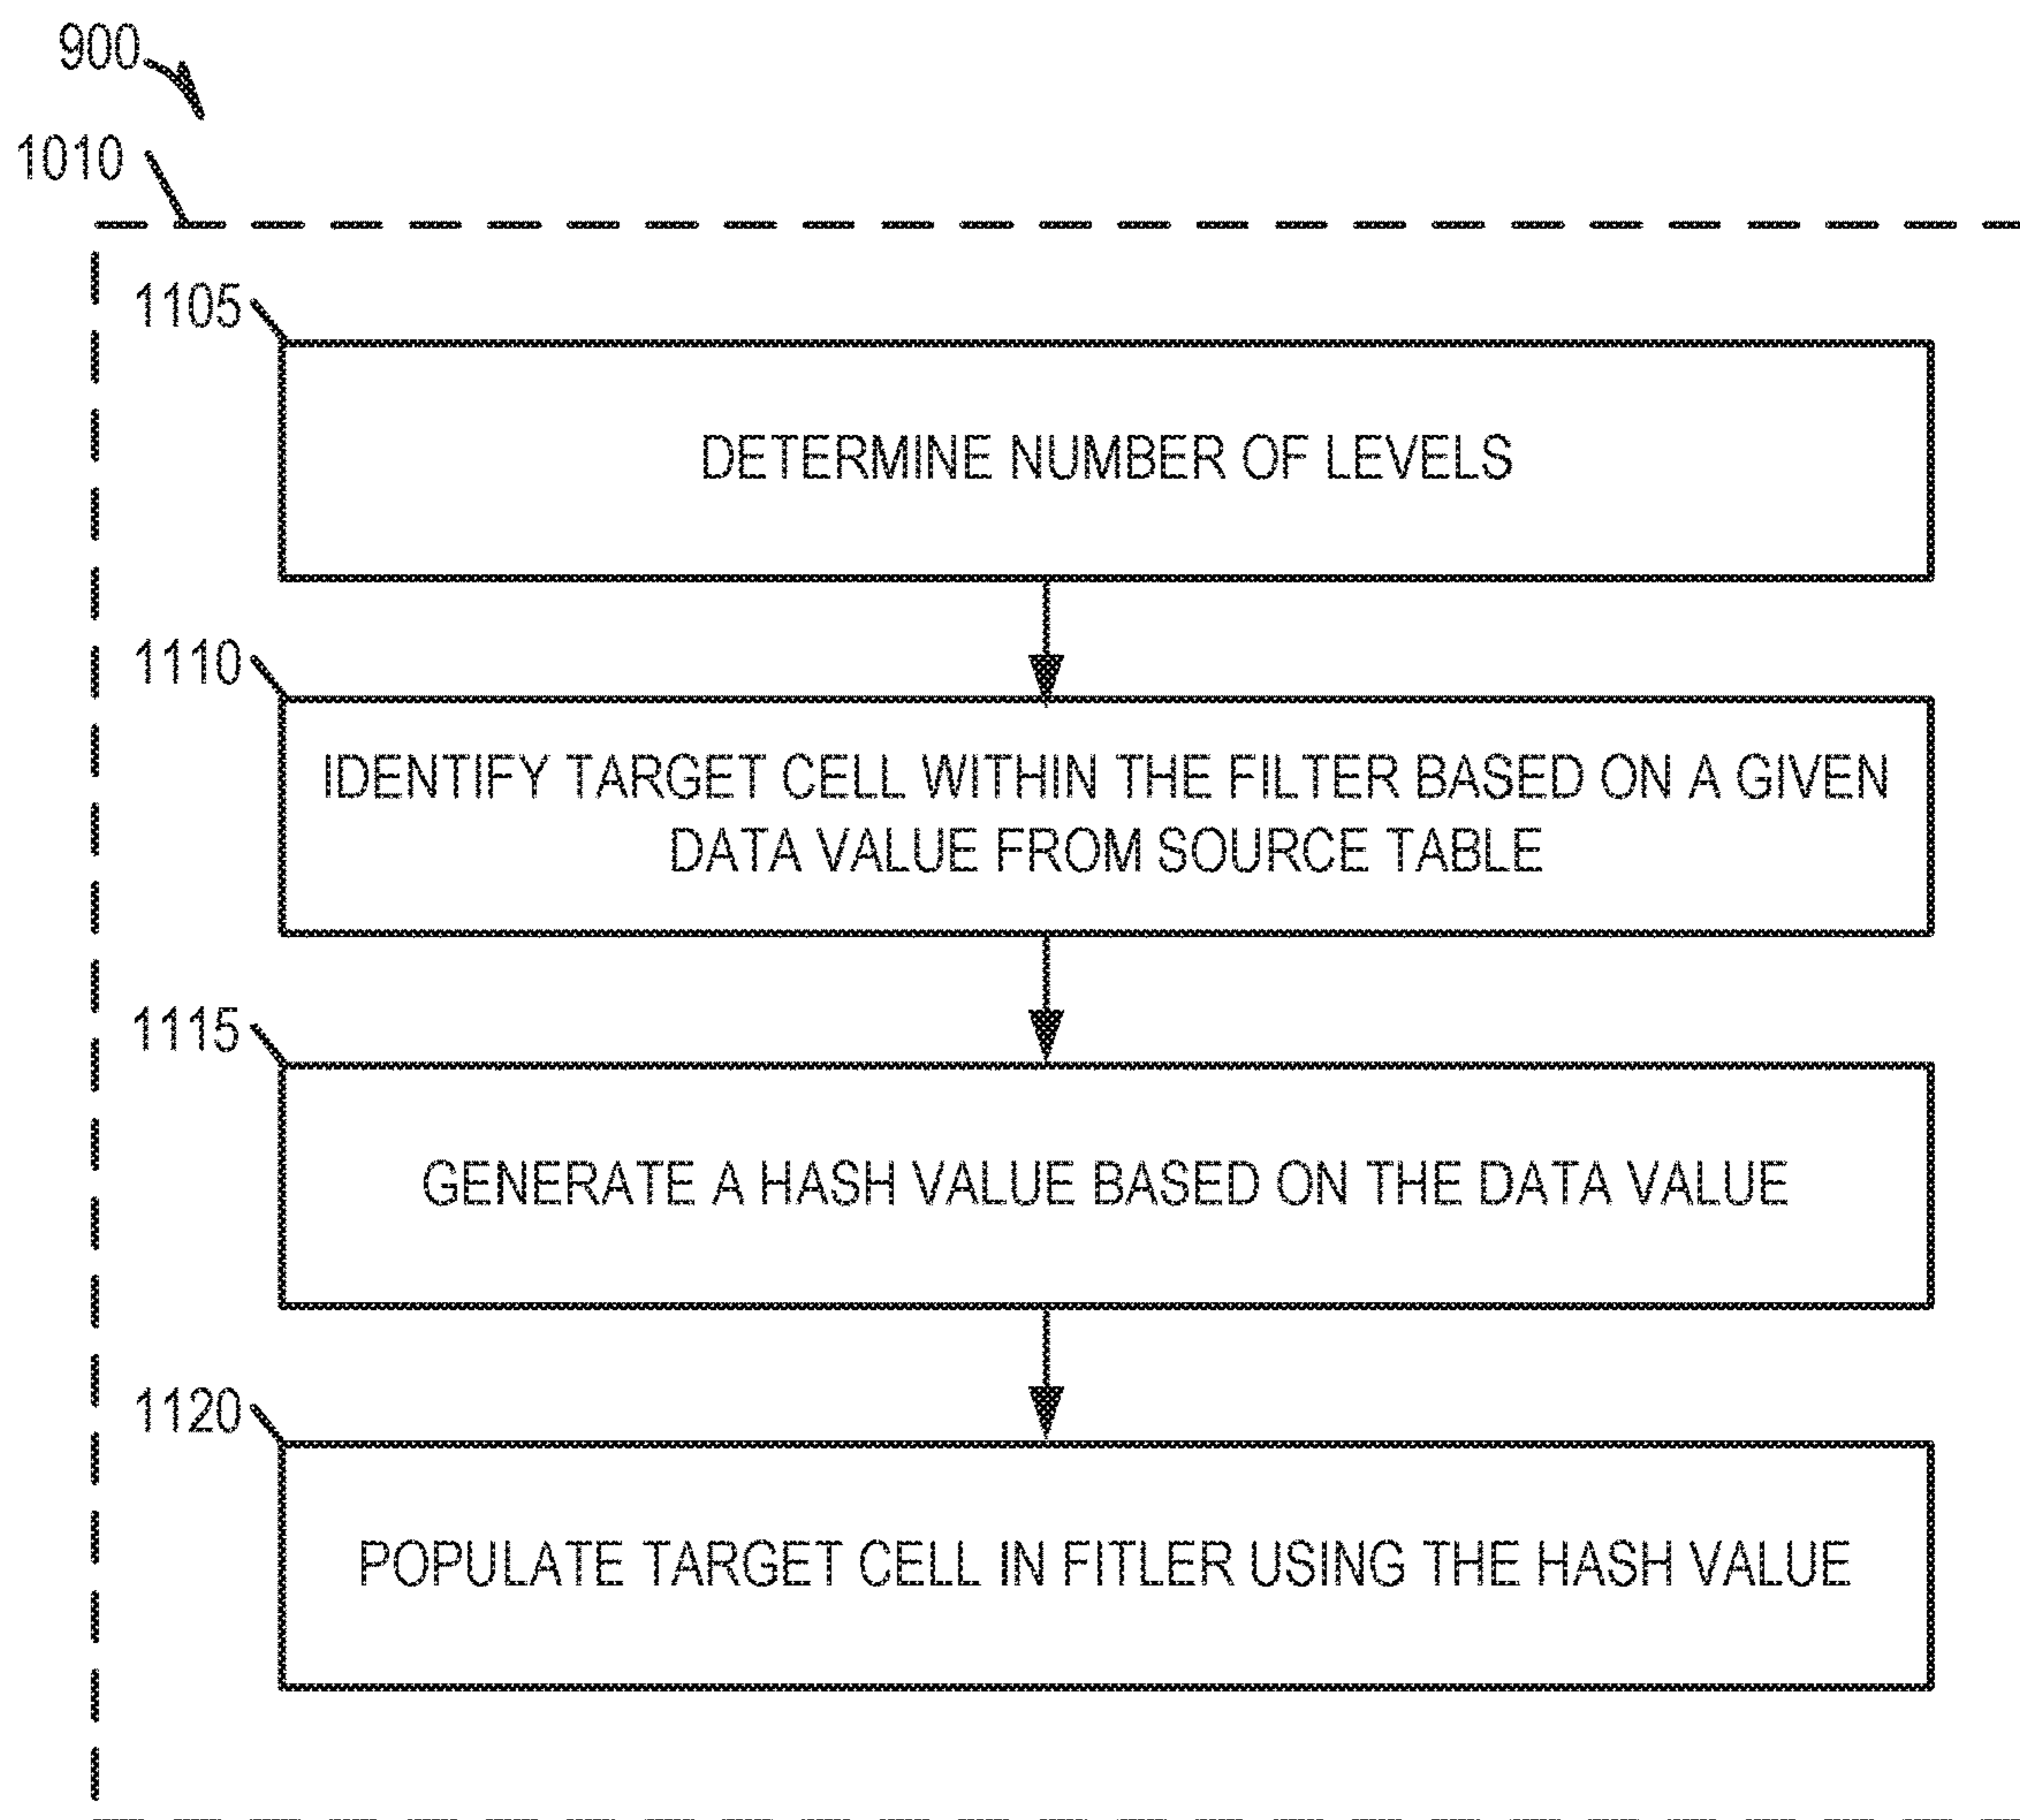 900
1010
1105
DETERMINE NUMBER OF LEVELS
1110
IDENTIFY TARGET CELL WITHIN THE FILTER BASED ON A GIVEN
DATA VALUE FROM SOURCE TABLE
1115
GENERATE A HASH VALUE BASED ON THE DATA VALUE
1120
POPULATE TARGET CELL IN FITLER USING THE HASH VALUE